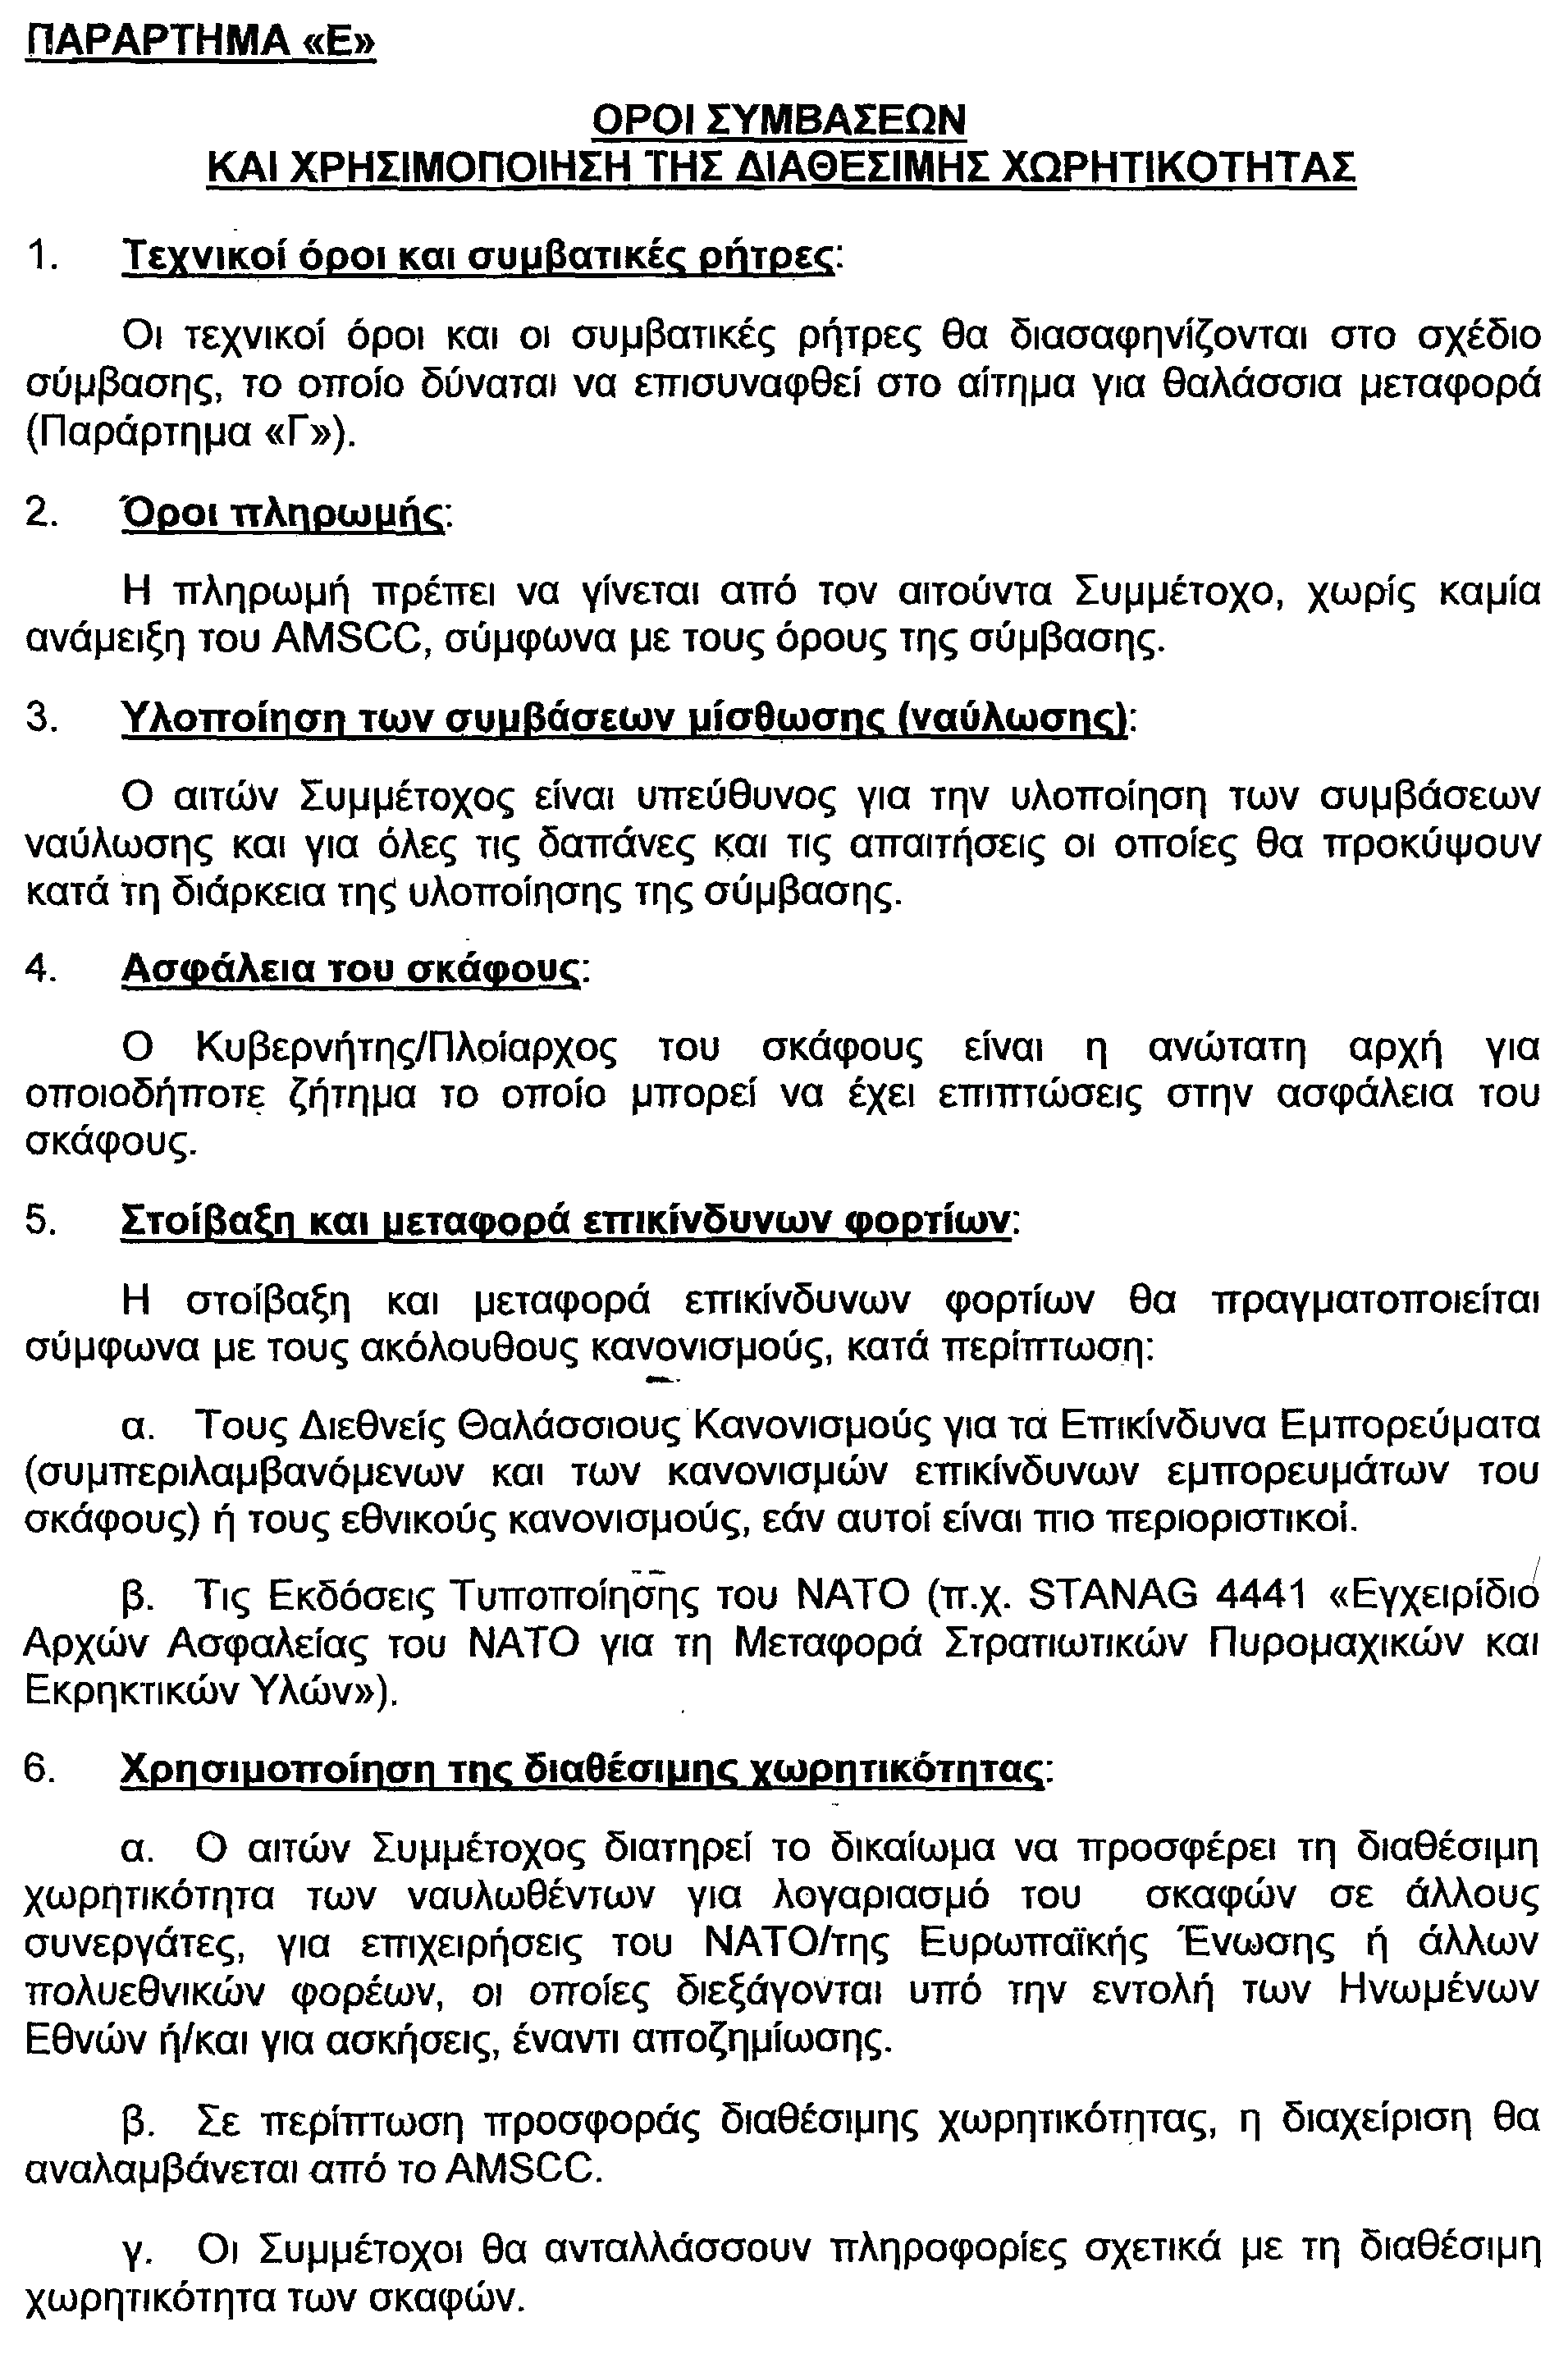 ΠΑΡΑΡΤΗΜΑ «Ε»
ΟΡΟΙ ΣΥΜΒΑΣΕΩΝ
ΚΑΙ ΧΡΗΣΙΜΟΠΟΙΗΣΗ ΤΗΣ ΔΙΑΘΕΣΙΜΗΣ ΧΩΡΗΤΙΚΟΤΗΤΑΣ
1. Τεχνικοί όροι και συμβατικές ρήτρες:
Οι τεχνικοί όροι και οι συμβατικές ρήτρες θα διασαφηνίζονται στο σχέδιο
σύμβασης, το οποίο δύναται να επισυναφθεί στο αίτημα για θαλάσσια μεταφορά
(Παράρτημα «Γ»).
2. Όροι πληρωμής:
Η πληρωμή πρέπει να γίνεται από τον αιτούντα Συμμέτοχο, χωρίς καμία
ανάμειξη του AMSCC, σύμφωνα με τους όρους της σύμβασης.
3. Υλοποίηση των συμβάσεων μίσθωσης (ναύλωσης):
Ο αιτών Συμμέτοχος είναι υπεύθυνος για την υλοποίηση των συμβάσεων
ναύλωσης και για όλες τις δαπάνες και τις απαιτήσεις οι οποίες θα προκύψουν
κατά τη διάρκεια της υλοποίησης της σύμβασης.
4. Ασφάλεια του σκάφους:
Ο Κυβερνήτης/Πλοίαρχος του σκάφους είναι η ανώτατη αρχή για
οποιοδήποτε ζήτημα το οποίο μπορεί να έχει επιπτώσεις στην ασφάλεια του
σκάφους.
5. Στοίβαξη και μεταφορά επικίνδυνων φορτίων:
Η στοίβαξη και μεταφορά επικίνδυνων φορτίων θα πραγματοποιείται
σύμφωνα με τους ακόλουθους κανονισμούς, κατά περίπτωση:
α. Τους Διεθνείς Θαλάσσιους Κανονισμούς για τα Επικίνδυνα Εμπορεύματα
(συμπεριλαμβανόμενων και των κανονισμών επικίνδυνων εμπορευμάτων του
σκάφους) ή τους εθνικούς κανονισμούς, εάν αυτοί είναι πιο περιοριστικοί.
β. Τις Εκδόσεις Τυποποίησης του ΝΑΤΟ (π.χ. STANAG 4441 «Εγχειρίδιο
Αρχών Ασφαλείας του ΝΑΤΟ για τη Μεταφορά Στρατιωτικών Πυρομαχικών και
Εκρηκτικών Υλών»).
6. Χρησιμοποίηση της διαθέσιμης χωρητικότητας:
α. Ο αιτών Συμμέτοχος διατηρεί το δικαίωμα να προσφέρει τη διαθέσιμη
χωρητικότητα των ναυλωθέντων για λογαριασμό του σκαφών σε άλλους
συνεργάτες, για επιχειρήσεις του ΝΑΤΟ/της Ευρωπαϊκής Ένωσης ή άλλων
πολυεθνικών φορέων, οι οποίες διεξάγονται υπό την εντολή των Ηνωμένων
Εθνών ή/και για ασκήσεις, έναντι αποζημίωσης.
β. Σε περίπτωση προσφοράς διαθέσιμης χωρητικότητας, η διαχείριση θα
αναλαμβάνεται από το AMSCC.
γ. Οι Συμμέτοχοι θα ανταλλάσσουν πληροφορίες σχετικά με τη διαθέσιμη
χωρητικότητα των σκαφών.